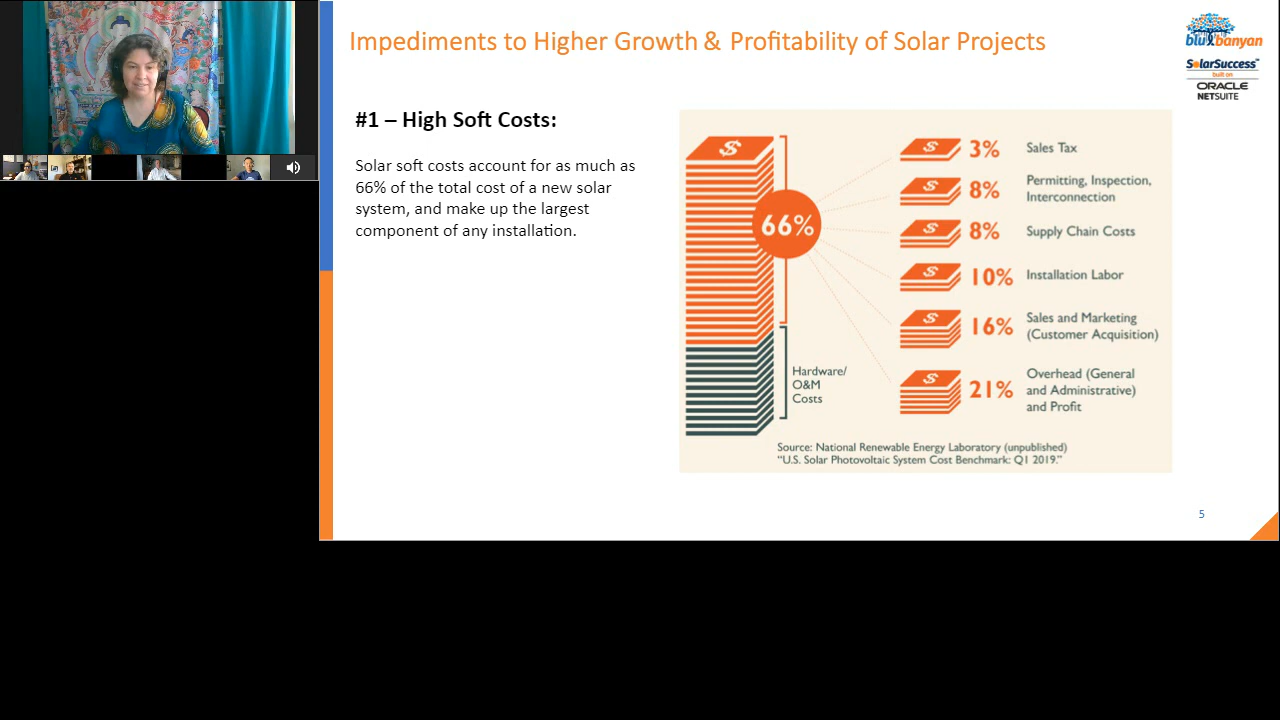 Impediments to Higher Growth & Profitability of Solar Projects
blu banyan
SolarSuccess™
built on
ORACLE
NETSUITE
#1 – High Soft Costs:
Solar soft costs account for as much as
66% of the total cost of a new solar
system, and make up the largest
component of any installation.
$
66%
Hardware/
O&M
Costs
$ 3% Sales Tax
$ 8% Permitting, Inspection,
Interconnection
$ 8% Supply Chain Costs
$ 10% Installation Labor
$ 16% Sales and Marketing
(Customer Acquisition)
$ 21% Overhead (General
and Administrative)
and Profit
Source: National Renewable Energy Laboratory (unpublished)
“U.S. Solar Photovoltaic System Cost Benchmark: Q1 2019.”
5